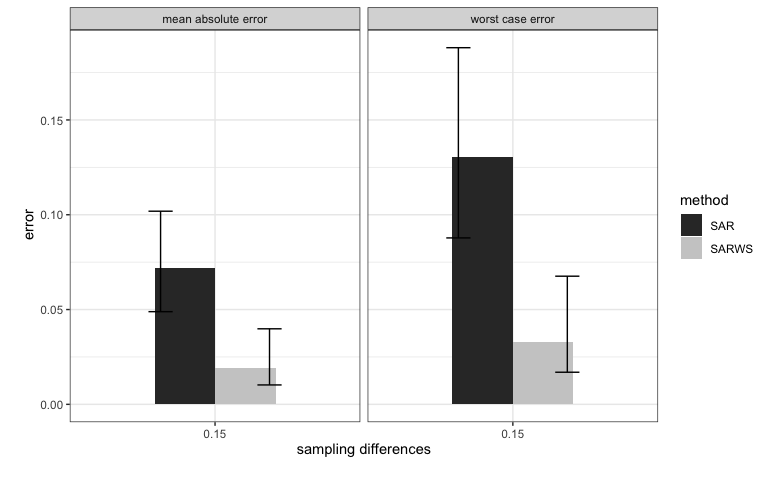 mean absolute error
worst case error
0.15
0.10
0.05
0.00
error
0.15
0.15
sampling differences
method
SAR
SARWS